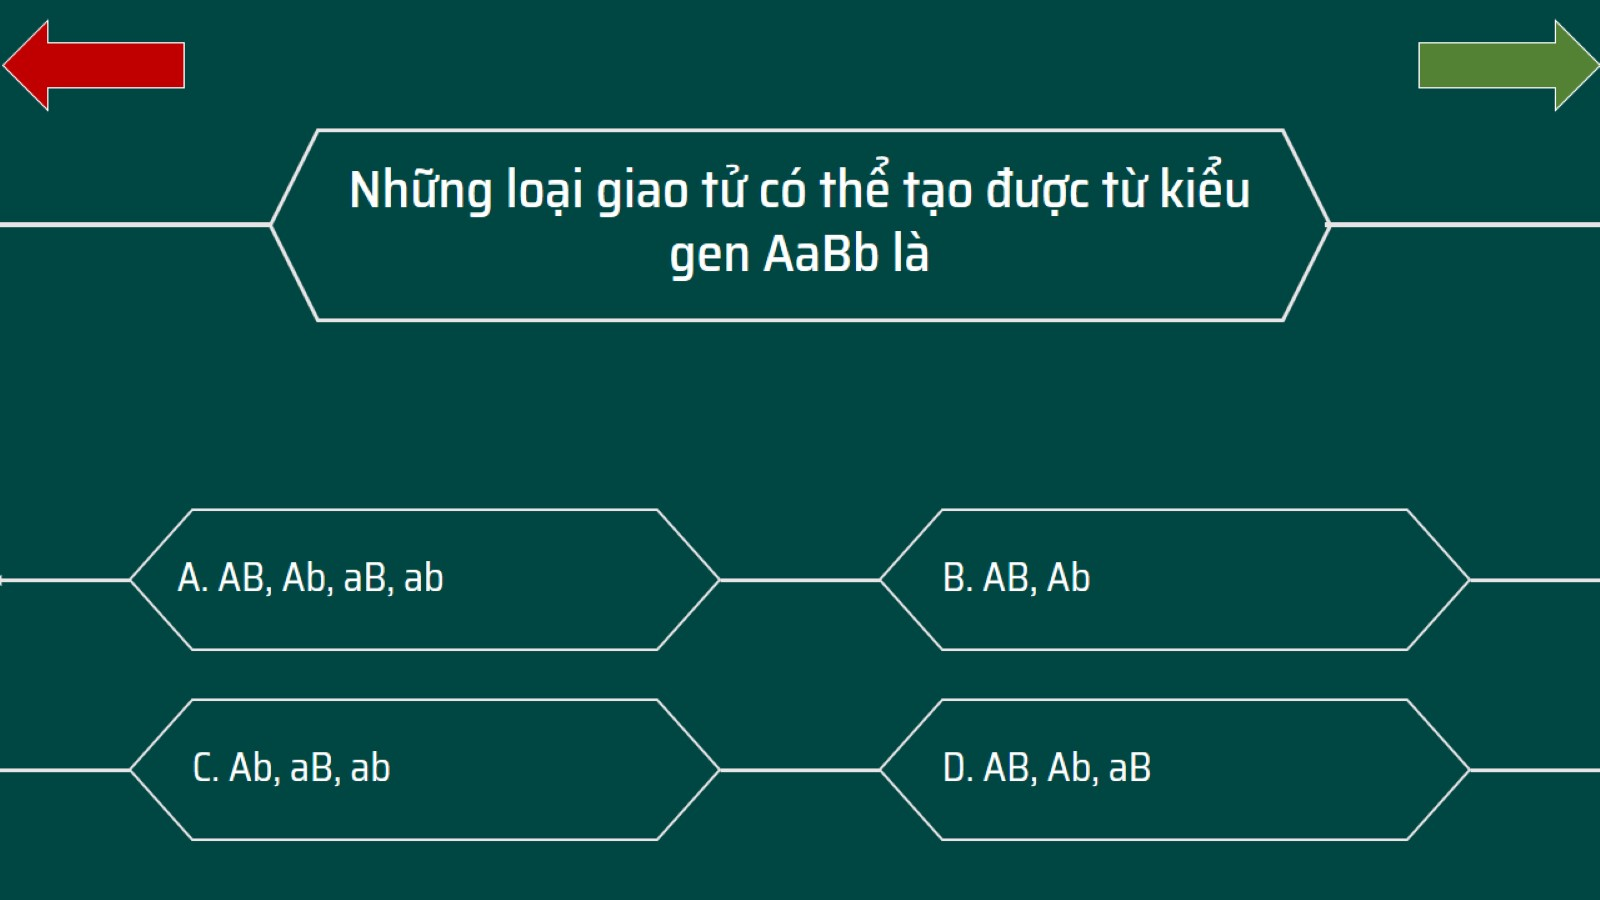 Những loại giao tử có thể tạo được từ kiểu
gen AaBb là
A. AB, Ab, aB, ab
B. AB, Ab
C. Ab, aB, ab
D. AB, Ab, aB